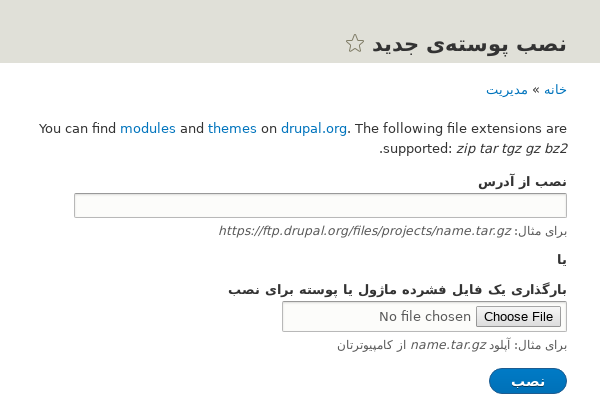 نصب پوسته‌ی جدید
خانه » مدیریت
You can find modules and themes on drupal.org. The following file extensions are
supported: zip tar tgz gz bz2.
نصب از آدرس
برای مثال: https://ftp.drupal.org/files/projects/name.tar.gz
یا
بارگذاری یک فایل فشرده ماژول یا پوسته برای نصب
Choose File No file chosen
برای مثال: آپلود name.tar.gz از کامپیوترتان
نصب